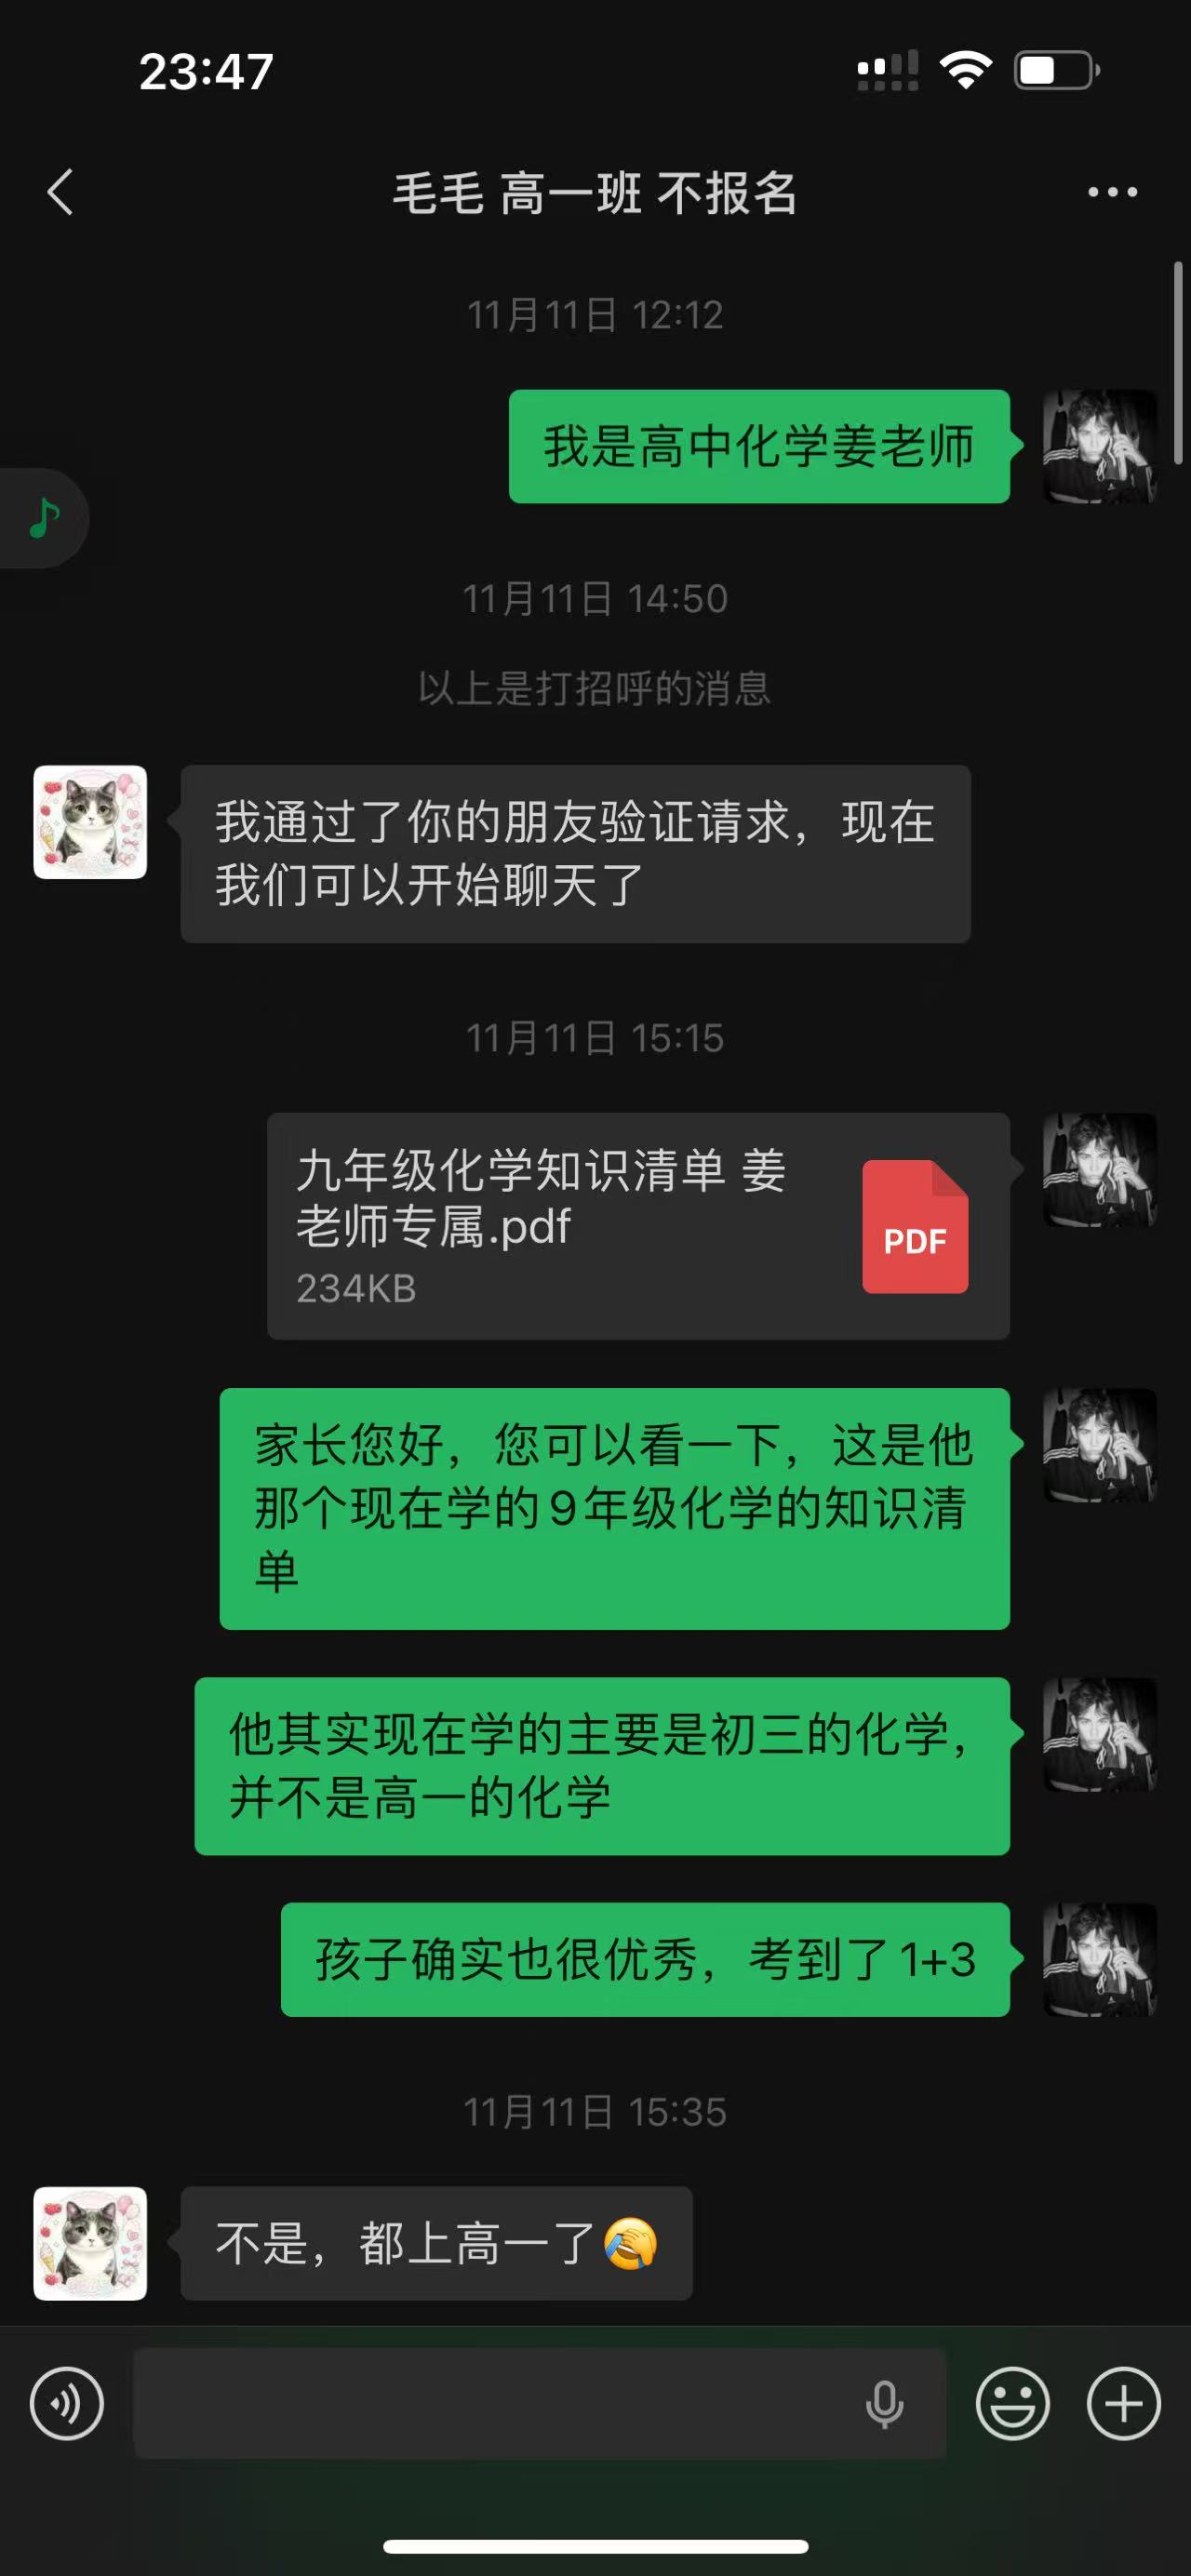 23:47
毛毛 高一班 不报名
11月11日 12:12
我是高中化学姜老师
11月11日 14:50
以上是打招呼的消息
我通过了你的朋友验证请求，现在
我们可以开始聊天了
11月11日 15:15
九年级化学知识清单 姜
老师专属.pdf
PDF
234KB
家长您好，您可以看一下，这是他
那个现在学的9年级化学的知识清
单
他其实现在学的主要是初三的化学，
并不是高一的化学
孩子确实也很优秀，考到了1+3
11月11日 15:35
不是，都上高一了🤦